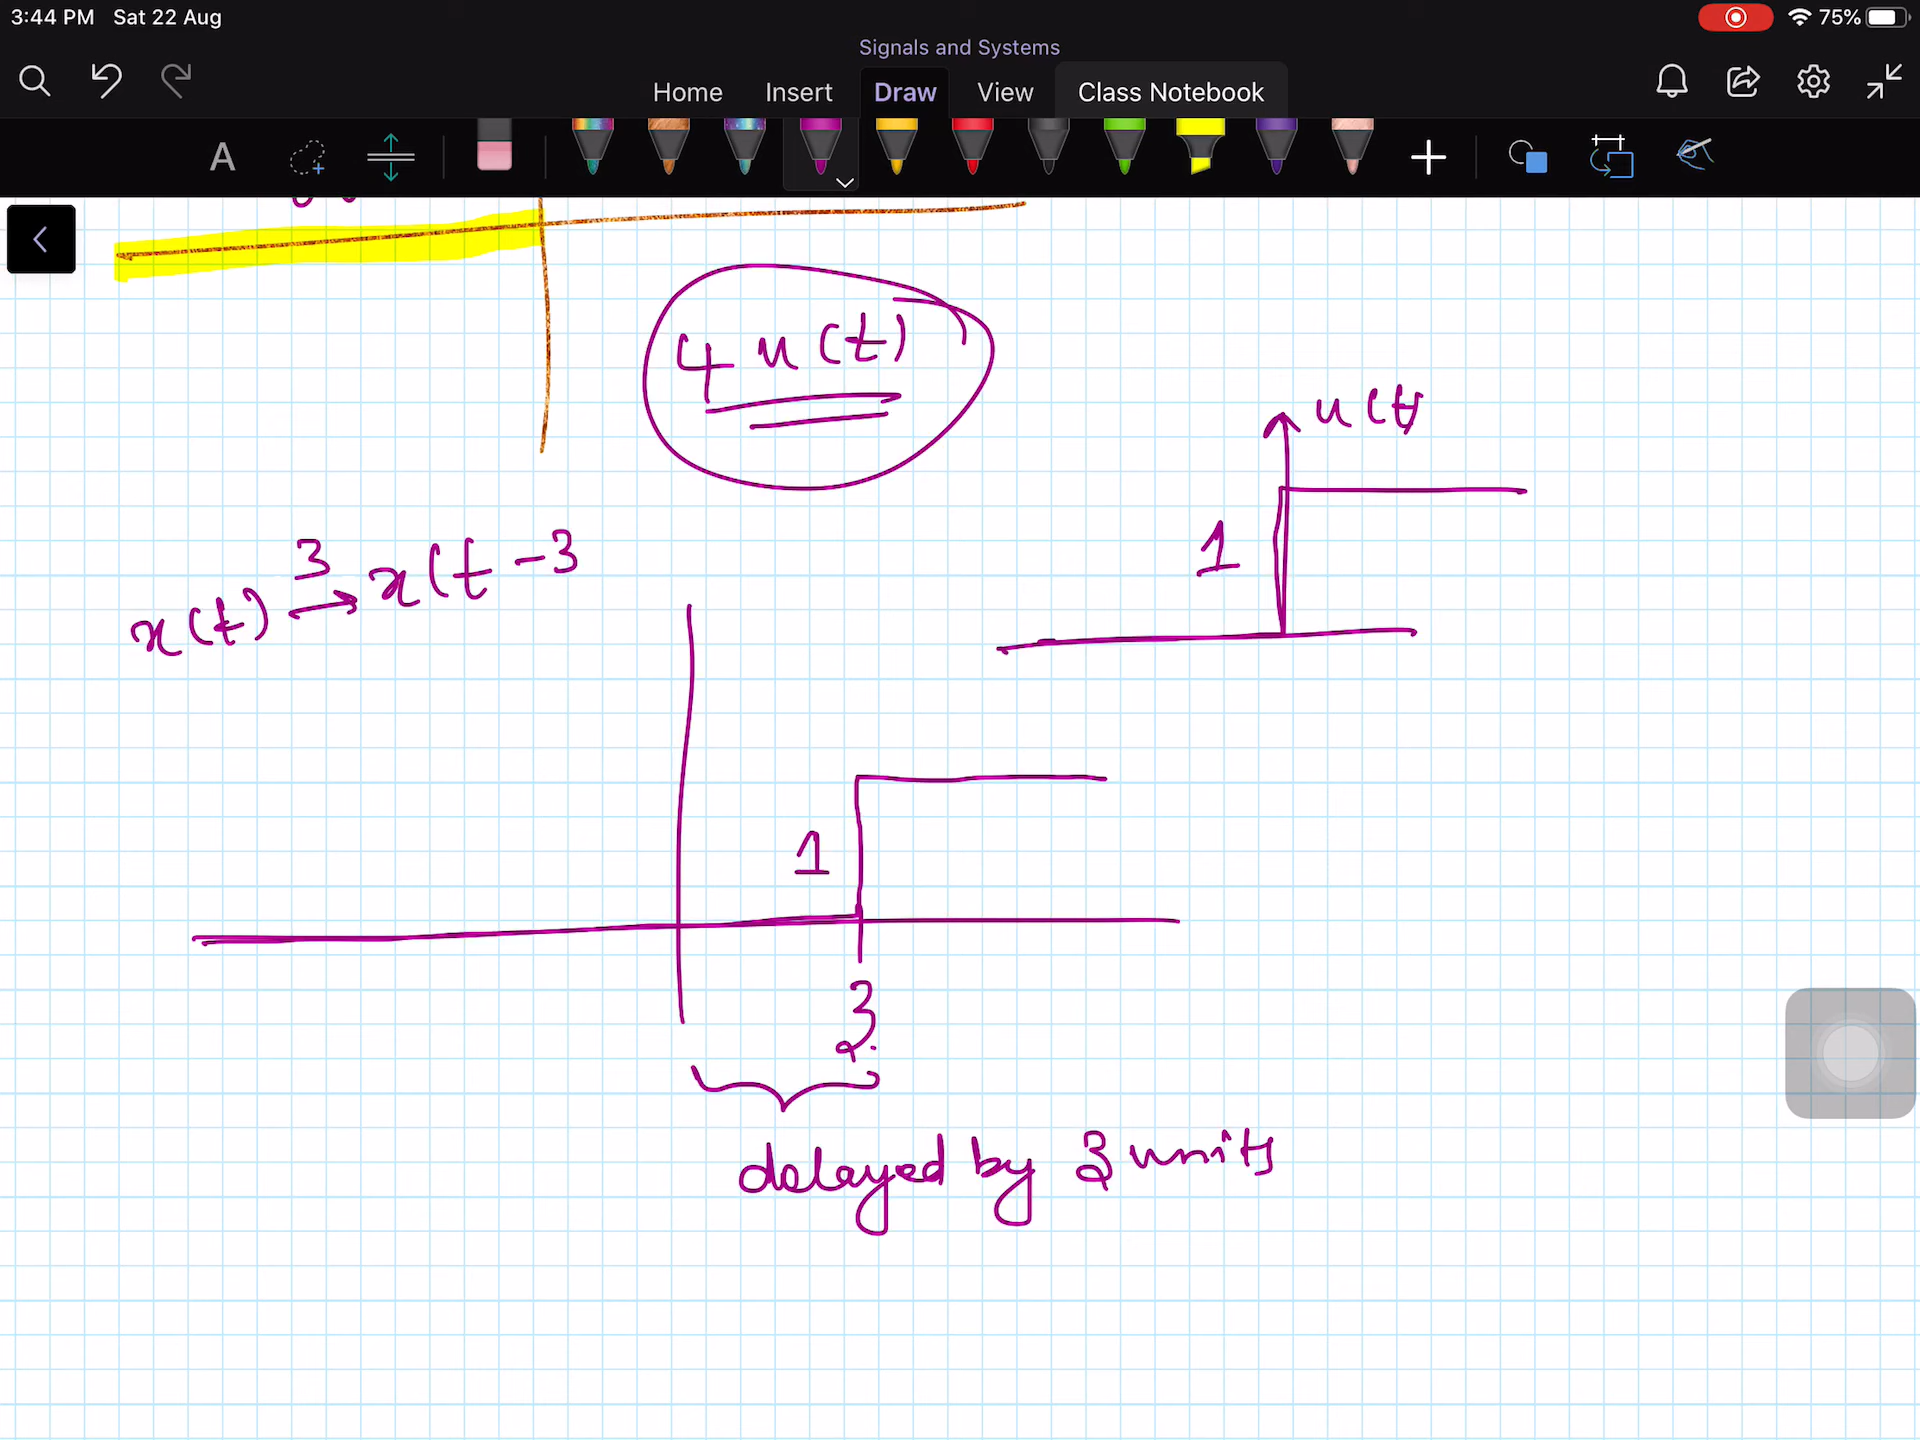 3:44 PM Sat 22 Aug
75%
Signals and Systems
Home Insert Draw View Class Notebook
A
4 u(t)
u(t)
1
x(t) 3→ x(t-3
1
3
delayed by 3 units